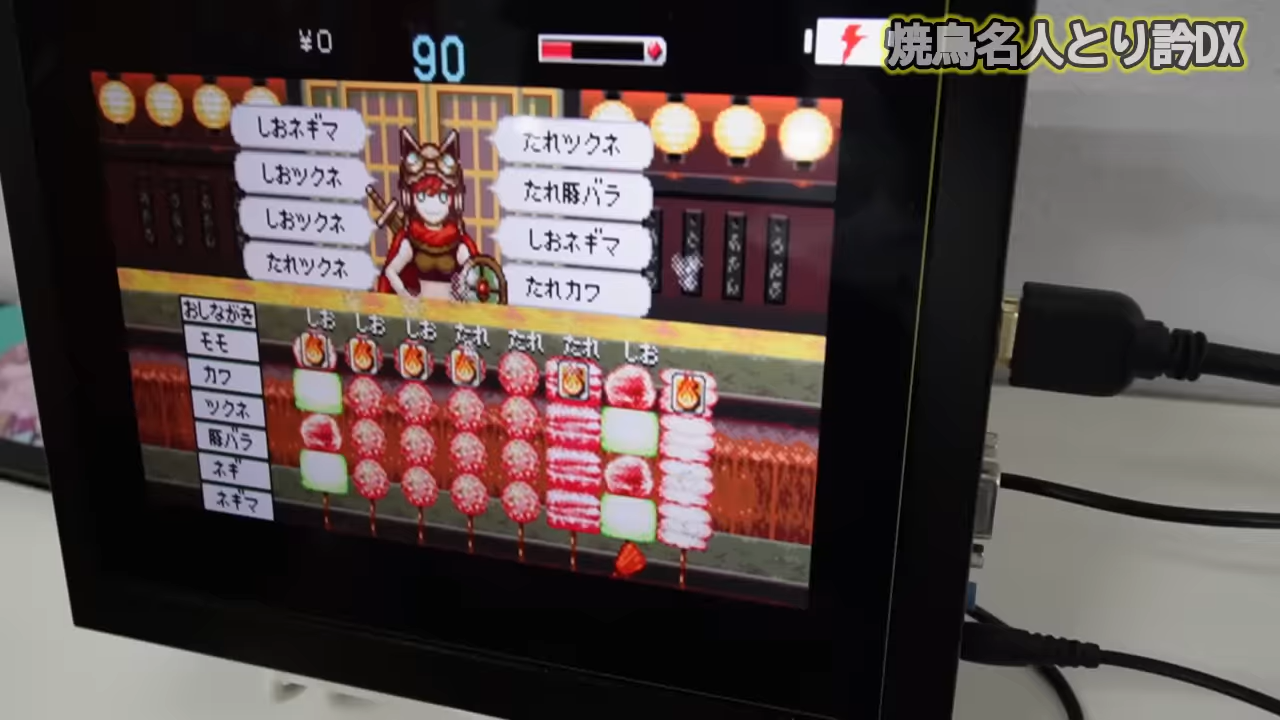 焼鳥名人とり訡DX
¥0
90
しおネギマ
たれツクネ
しおツクネ
たれ豚バラ
しおツクネ
しおネギマ
たれツクネ
たれカワ
おしながき
しお しお しお たれ たれ たれ しお
モモ
カワ
ツクネ
豚バラ
ネギ
ネギマ